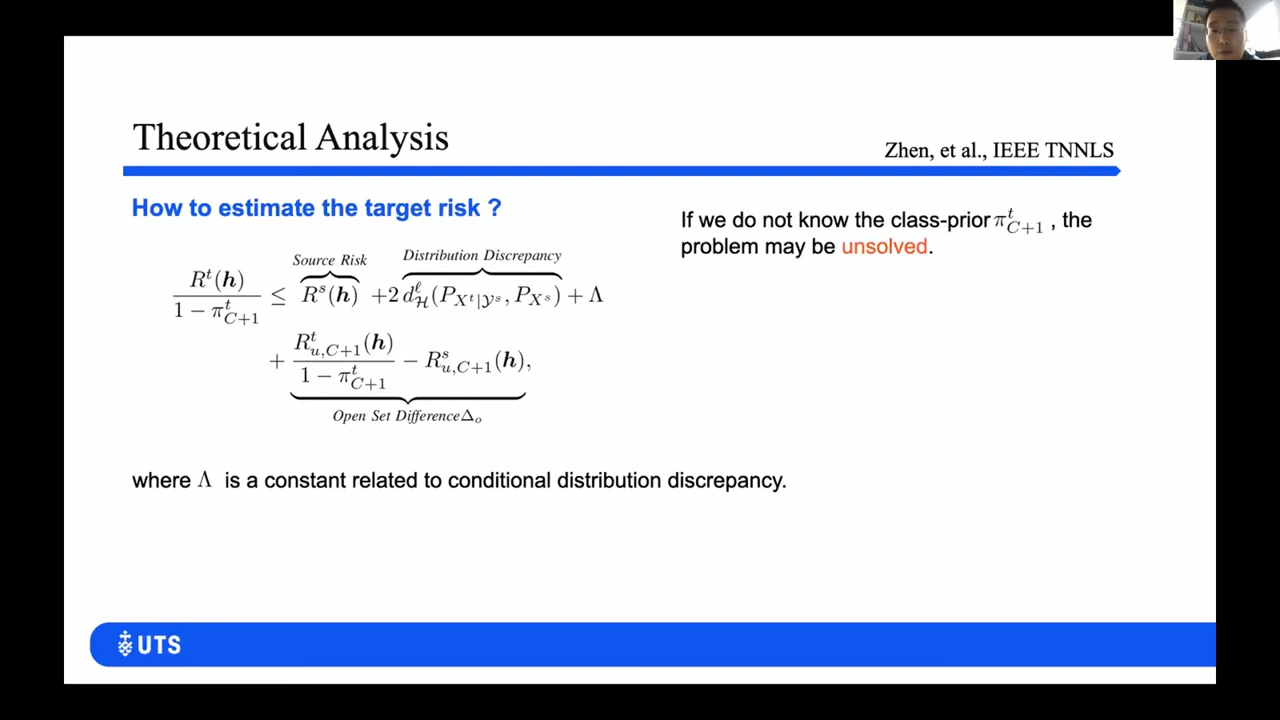 Theoretical Analysis
Zhen, et al., IEEE TNNLS
How to estimate the target risk ?
Source Risk
Distribution Discrepancy
R^t(h) / (1 − π^t_{C+1}) ≤ R^s(h) + 2 d^ℓ_ℋ(P_{X^t|𝒴^s}, P_{X^s}) + Λ
+ R^t_{u,C+1}(h) / (1 − π^t_{C+1}) − R^s_{u,C+1}(h),
Open Set Difference Δ_o
where Λ is a constant related to conditional distribution discrepancy.
If we do not know the class-prior π^t_{C+1} , the
problem may be unsolved.
UTS